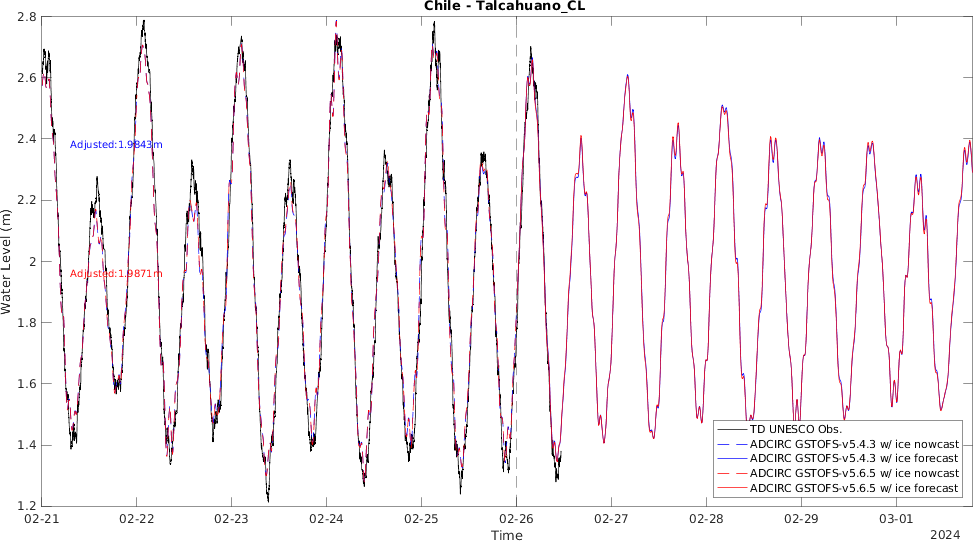 Chile - Talcahuano_CL
Water Level (m)
2.8
2.6
2.4
2.2
2
1.8
1.6
1.4
1.2
Adjusted:1.9843m
Adjusted:1.9871m
TD UNESCO Obs.
ADCIRC GSTOFS-v5.4.3 w/ ice nowcast
ADCIRC GSTOFS-v5.4.3 w/ ice forecast
ADCIRC GSTOFS-v5.6.5 w/ ice nowcast
ADCIRC GSTOFS-v5.6.5 w/ ice forecast
02-21 02-22 02-23 02-24 02-25 02-26 02-27 02-28 02-29 03-01
Time
2024